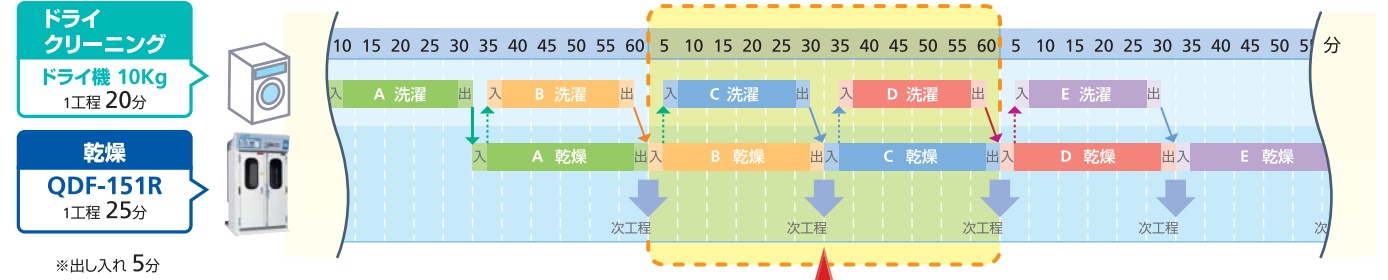 ドライ
クリーニング
ドライ機 10Kg
1工程 20分
10 15 20 25 30 35 40 45 50 55 60 5 10 15 20 25 30 35 40 45 50 55 60 5 10 15 20 25 30 35 40 45 50 分
入 A 洗濯 出 入 B 洗濯 出 入 C 洗濯 出 入 D 洗濯 出 入 E 洗濯 出
乾燥
QDF-151R
1工程 25分
入 A 乾燥 出 入 B 乾燥 出 入 C 乾燥 出 入 D 乾燥 出 入 E 乾燥
次工程 次工程 次工程 次工程 次
※出し入れ 5分